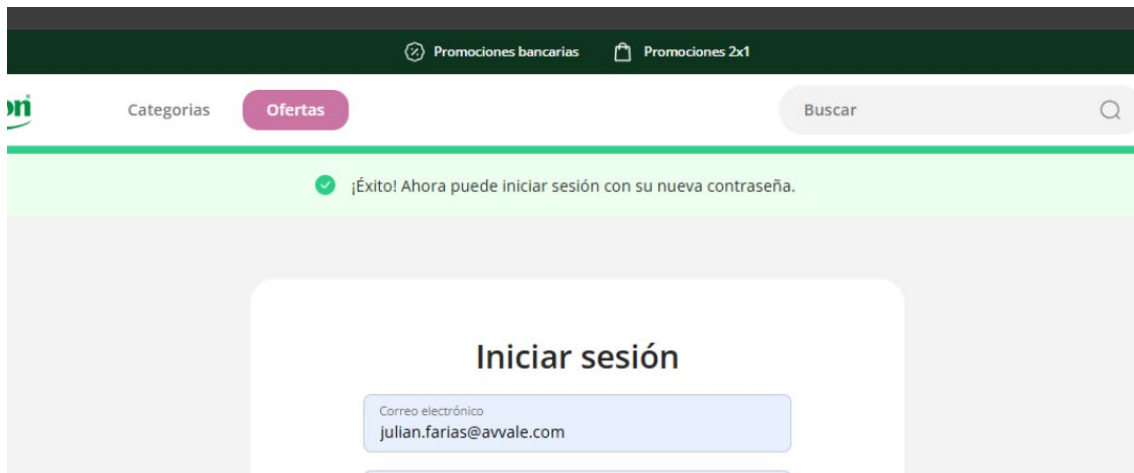 Promociones bancarias Promociones 2x1
Categorias Ofertas Buscar
¡Éxito! Ahora puede iniciar sesión con su nueva contraseña.
Iniciar sesión
Correo electrónico
julian.farias@avvale.com